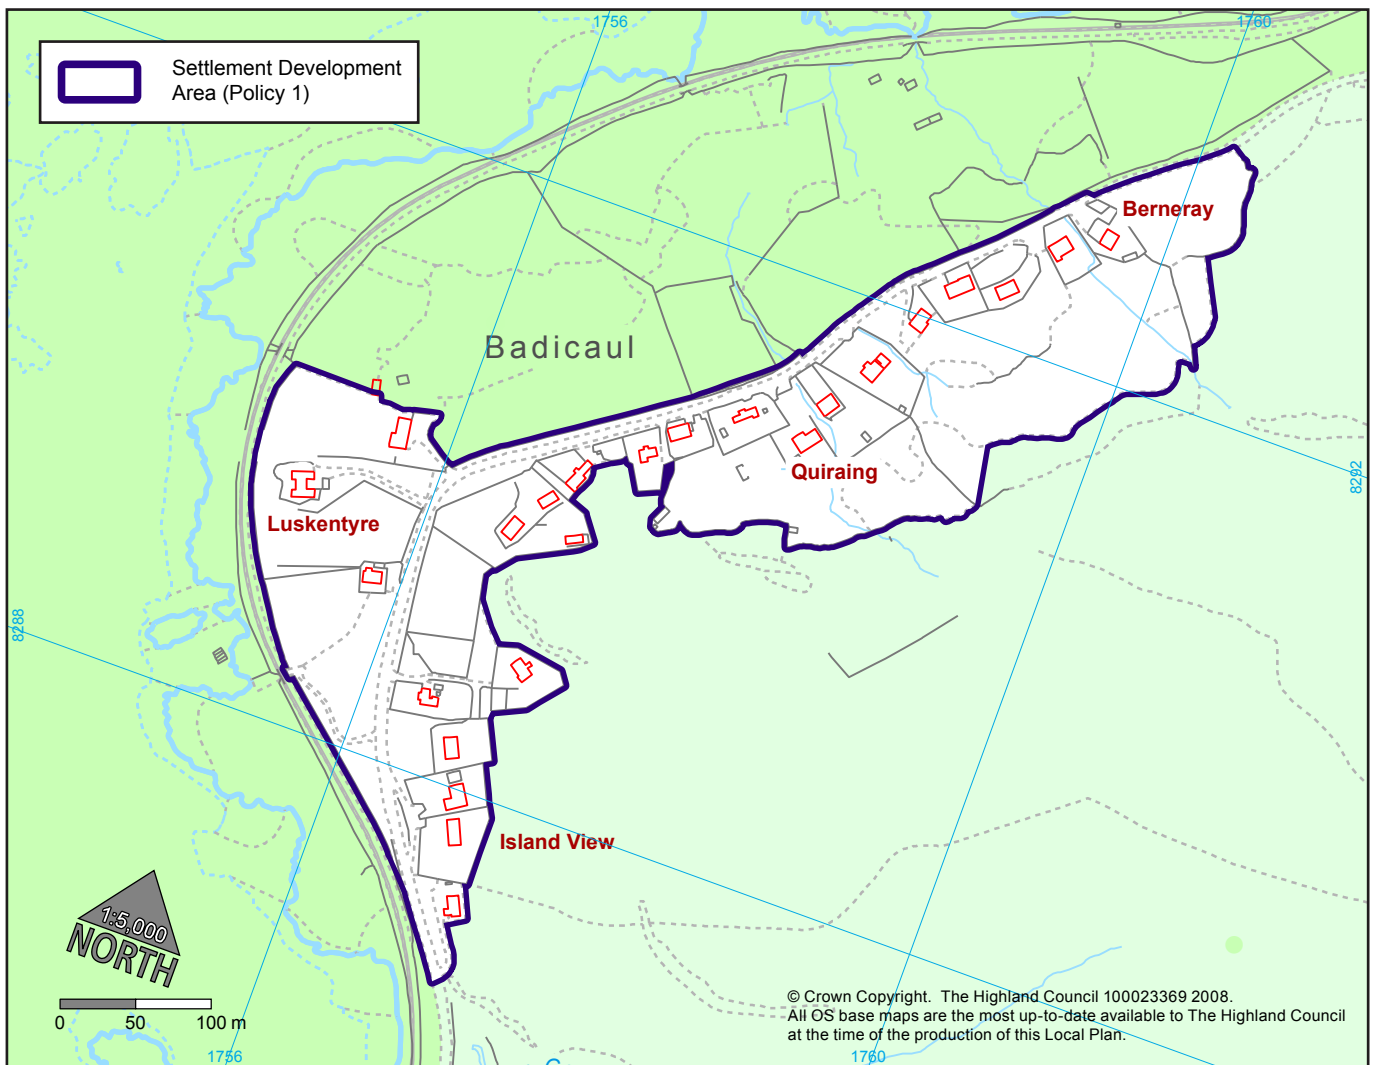 1756
1760
Settlement Development
Area (Policy 1)
Berneray
Badicaul
Quiraing
8292
Luskentyre
8288
Island View
1:5,000
NORTH
0 50 100 m
© Crown Copyright. The Highland Council 100023369 2008.
All OS base maps are the most up-to-date available to The Highland Council
at the time of the production of this Local Plan.
1756
1760